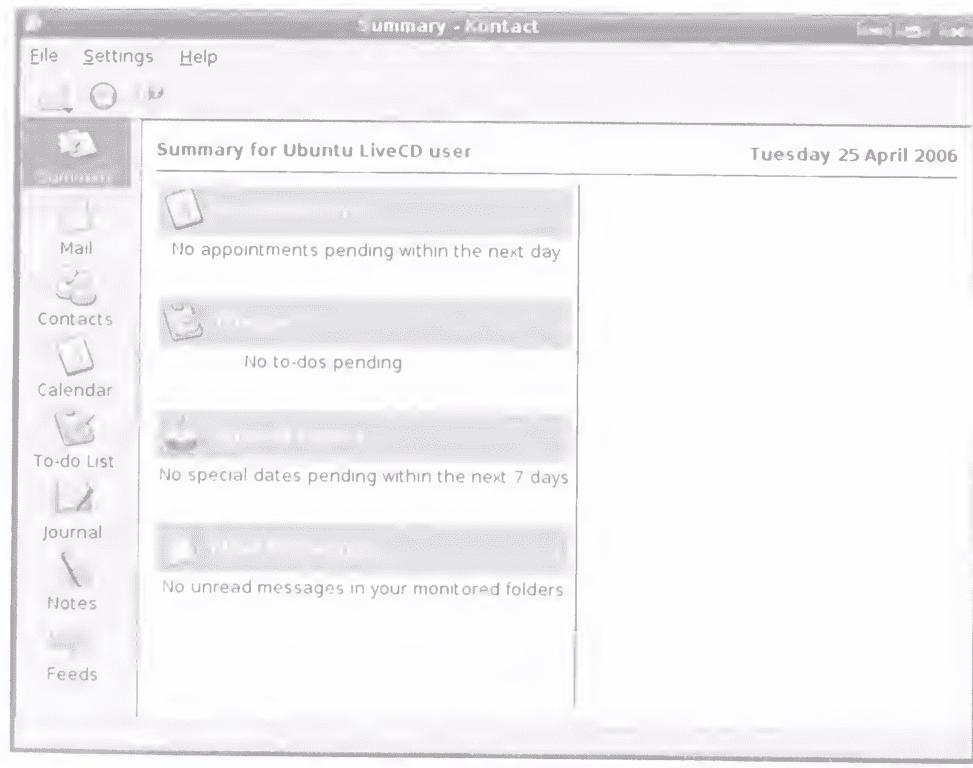 Summary - Kontact
File Settings Help
Summary
Summary for Ubuntu LiveCD user
Tuesday 25 April 2006
No appointments pending within the next day
Mail
Contacts
No to-dos pending
Calendar
To-do List
No special dates pending within the next 7 days
Journal
No unread messages in your monitored folders
Notes
Feeds